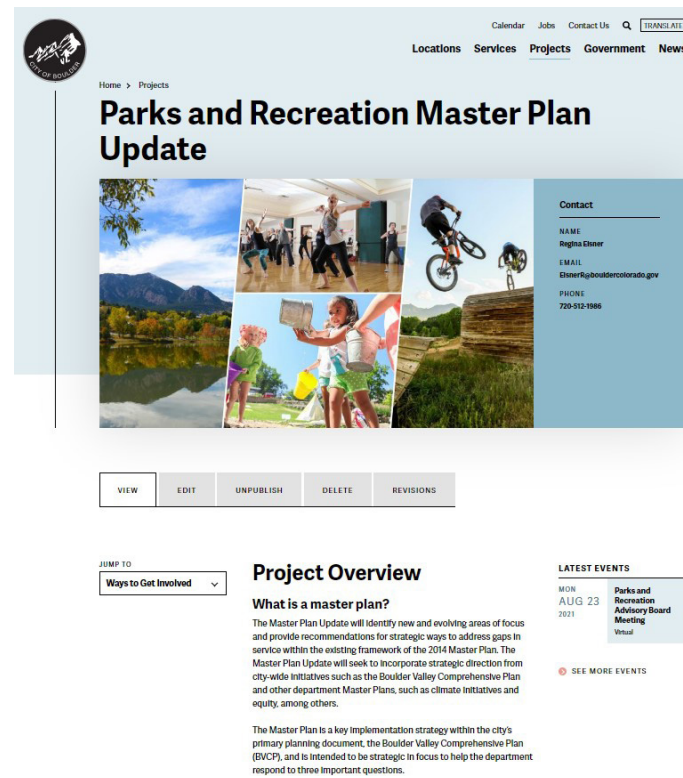 Calendar Jobs Contact Us TRANSLATE
Locations Services Projects Government News
CITY OF BOULDER
Home > Projects
Parks and Recreation Master Plan
Update
Contact
NAME
Regina Elsner
EMAIL
ElsnerR@bouldercolorado.gov
PHONE
720-512-1986
VIEW EDIT UNPUBLISH DELETE REVISIONS
JUMP TO
Ways to Get Involved
Project Overview
What is a master plan?
The Master Plan Update will identify new and evolving areas of focus
and provide recommendations for strategic ways to address gaps in
service within the existing framework of the 2014 Master Plan. The
Master Plan Update will seek to incorporate strategic direction from
city-wide initiatives such as the Boulder Valley Comprehensive Plan
and other department Master Plans, such as climate initiatives and
equity, among others.
The Master Plan is a key implementation strategy within the city's
primary planning document, the Boulder Valley Comprehensive Plan
(BVCP), and is intended to be strategic in focus to help the department
respond to three important questions.
LATEST EVENTS
MON
AUG 23
2021
Parks and
Recreation
Advisory Board
Meeting
Virtual
SEE MORE EVENTS